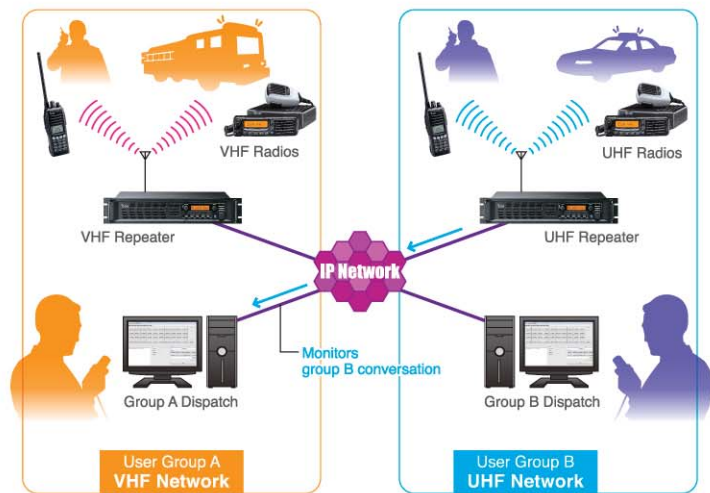 VHF Radios
UHF Radios
VHF Repeater
UHF Repeater
IP Network
Monitors
group B conversation
Group A Dispatch
Group B Dispatch
User Group A
VHF Network
User Group B
UHF Network